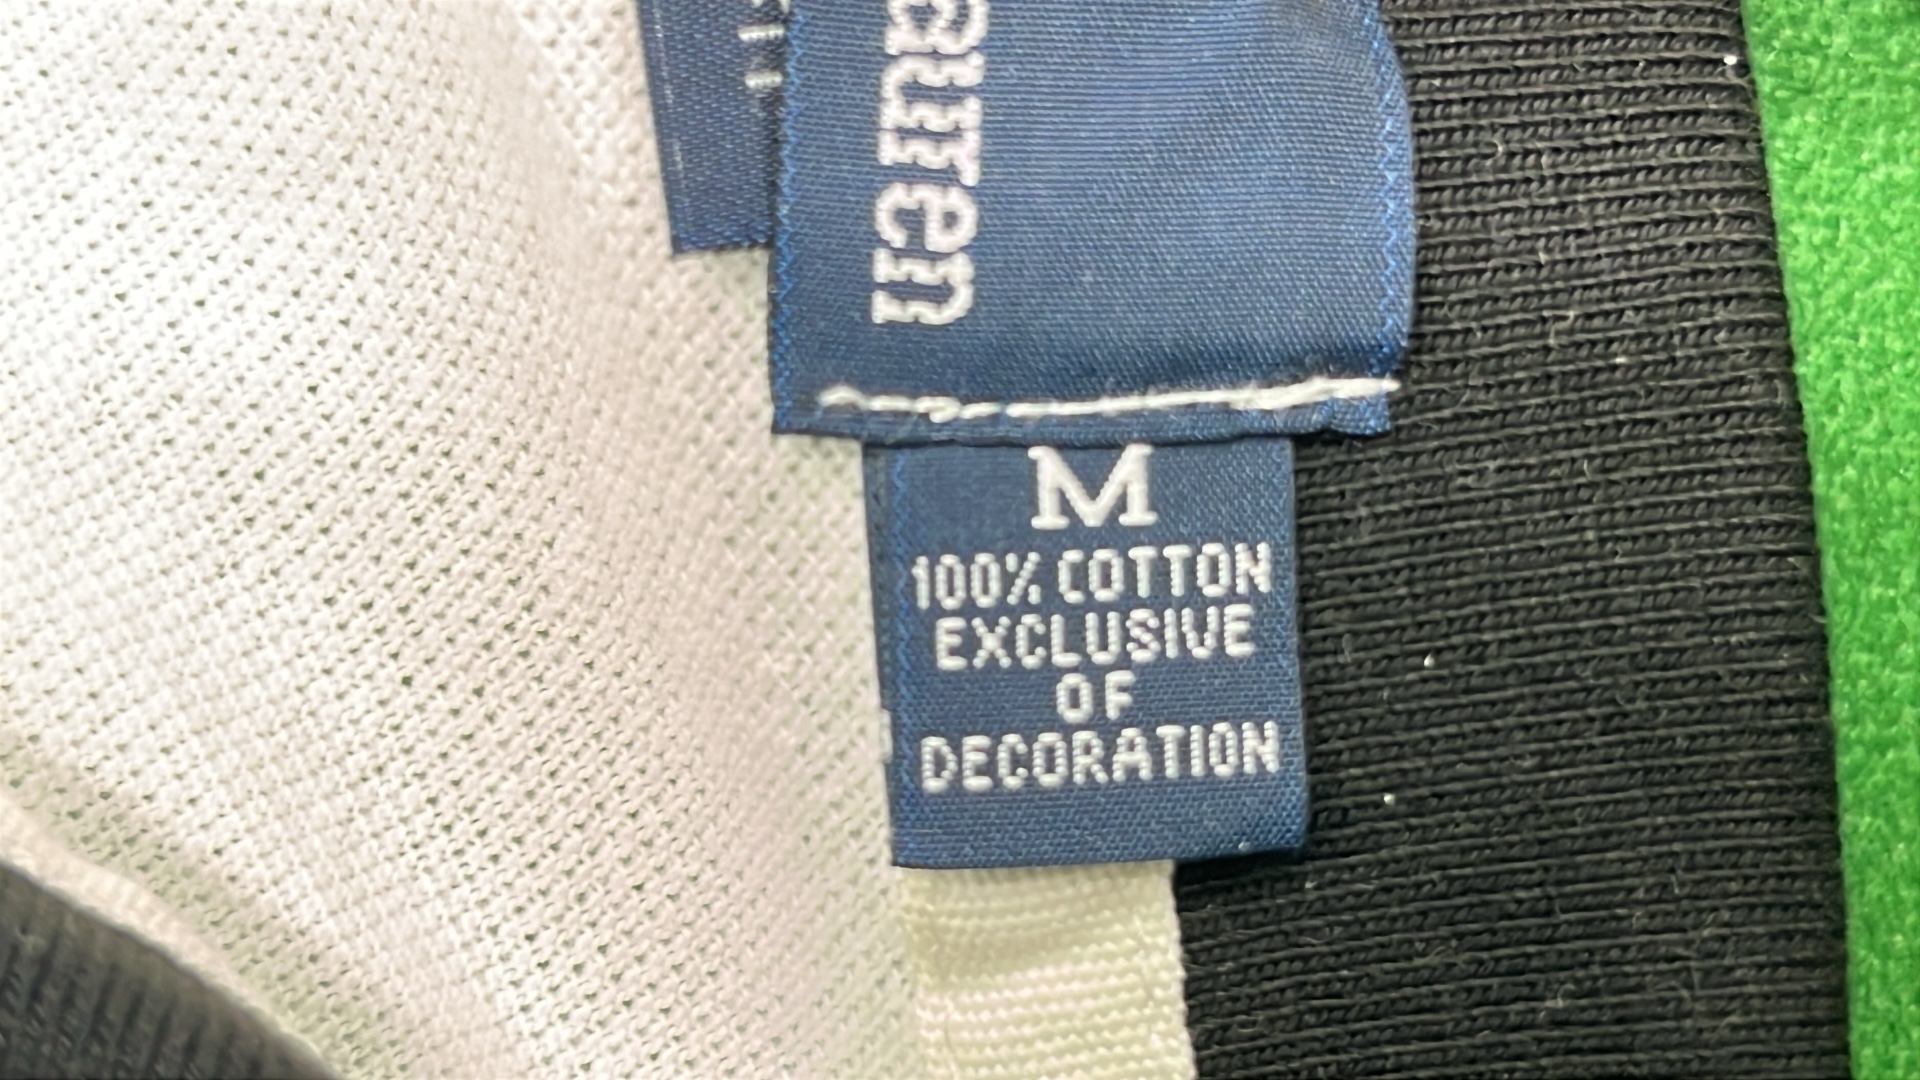 auren
M
100% COTTON
EXCLUSIVE
OF
DECORATION